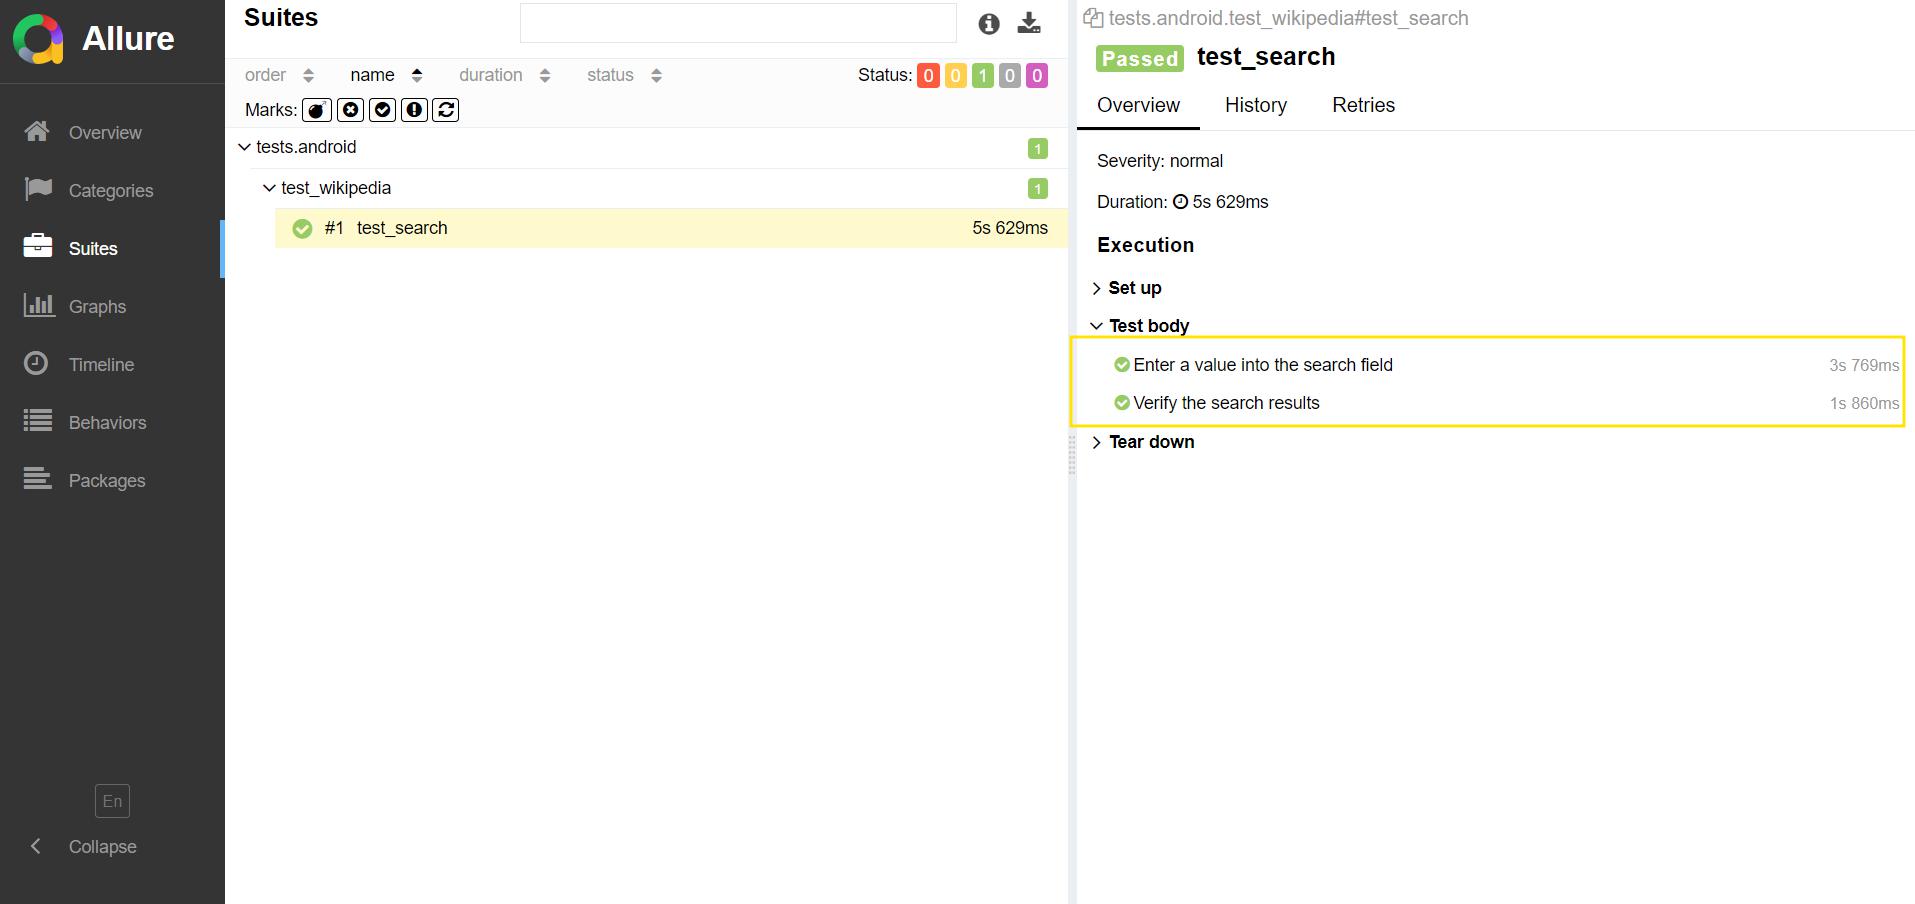 Allure
Overview
Categories
Suites
Graphs
Timeline
Behaviors
Packages
En
Collapse
Suites
order name duration status Status: 0 0 1 0 0
Marks:
tests.android 1
test_wikipedia 1
#1 test_search 5s 629ms
tests.android.test_wikipedia#test_search
Passed test_search
Overview History Retries
Severity: normal
Duration: 5s 629ms
Execution
Set up
Test body
Enter a value into the search field 3s 769ms
Verify the search results 1s 860ms
Tear down